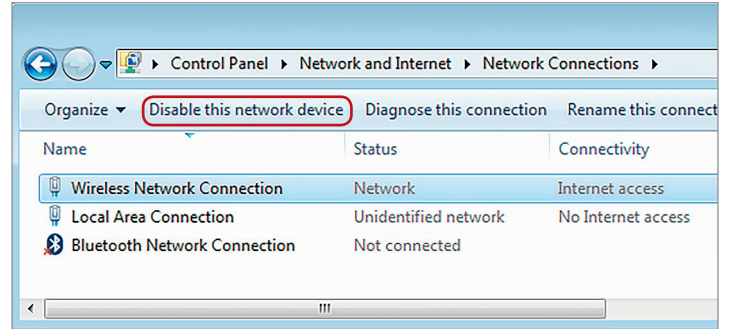 Control Panel Network and Internet Network Connections
Organize Disable this network device Diagnose this connection Rename this connect
Name Status Connectivity
Wireless Network Connection Network Internet access
Local Area Connection Unidentified network No Internet access
Bluetooth Network Connection Not connected